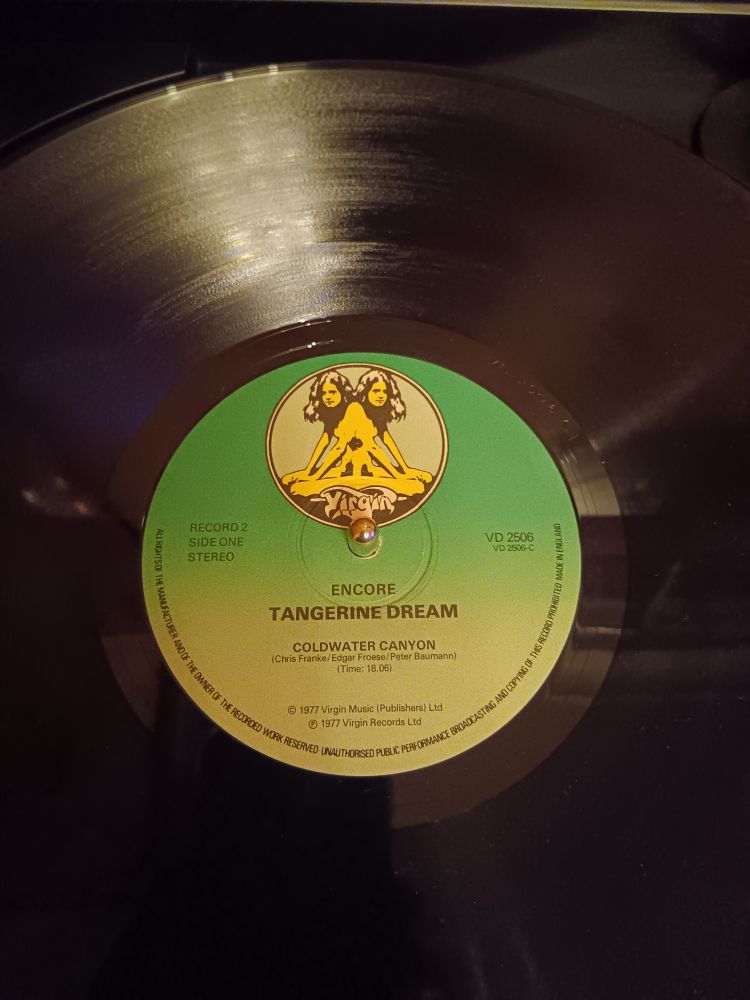 Virgin
RECORD 2
SIDE ONE
STEREO
VD 2506
VD 2506-C
ENCORE
TANGERINE DREAM
COLDWATER CANYON
(Chris Franke/Edgar Froese/Peter Baumann)
(Time: 18.06)
© 1977 Virgin Music (Publishers) Ltd
℗ 1977 Virgin Records Ltd
ALL RIGHTS OF THE MANUFACTURER AND OF THE OWNER OF THE RECORDED WORK RESERVED UNAUTHORISED PUBLIC PERFORMANCE BROADCASTING AND COPYING OF THIS RECORD PROHIBITED MADE IN ENGLAND